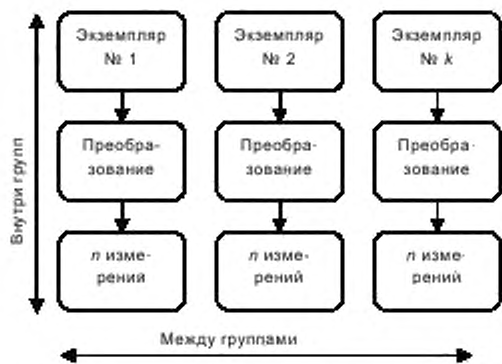 Экземпляр
№ 1
Экземпляр
№ 2
Экземпляр
№ k
Преобра-
зование
Преобра-
зование
Преобра-
зование
n изме-
рений
n изме-
рений
n изме-
рений
Внутри групп
Между группами